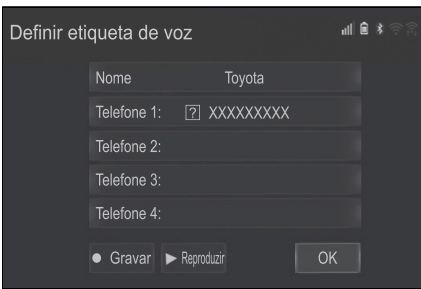 Definir etiqueta de voz
Nome Toyota
Telefone 1: ? XXXXXXXXX
Telefone 2:
Telefone 3:
Telefone 4:
Gravar Reproduzir OK